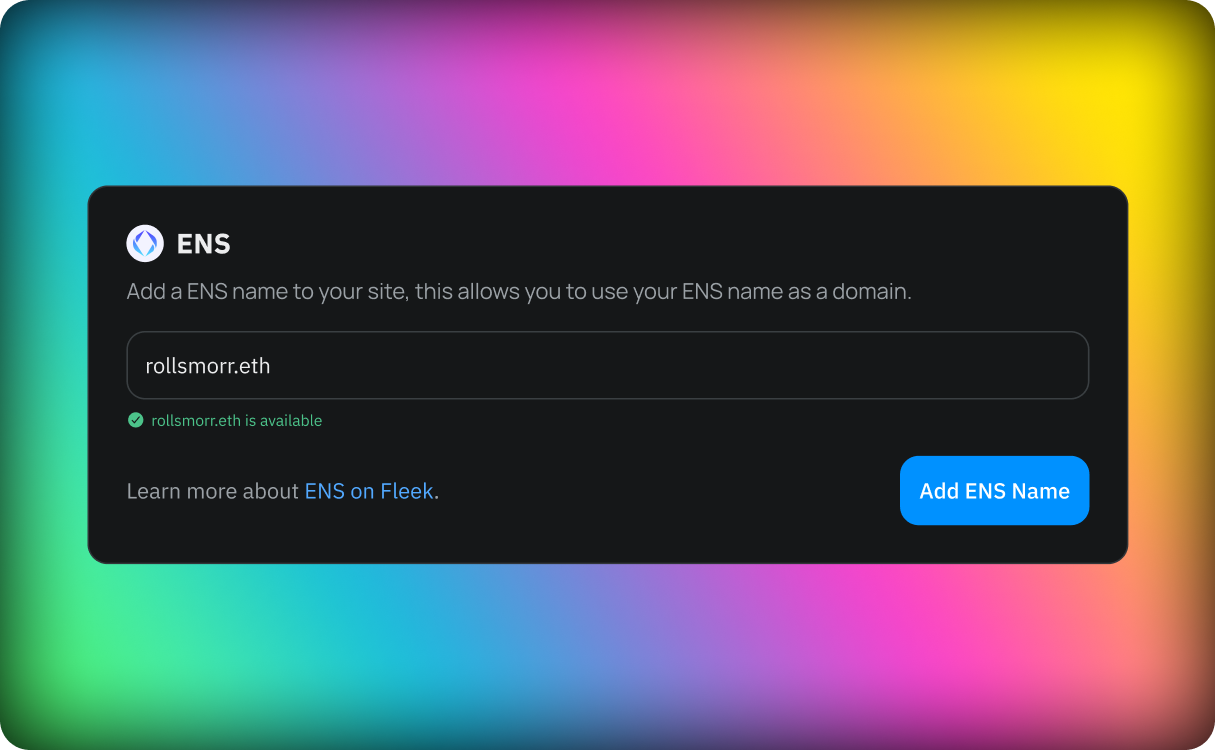 ENS
Add a ENS name to your site, this allows you to use your ENS name as a domain.
rollsmorr.eth
rollsmorr.eth is available
Learn more about ENS on Fleek.
Add ENS Name